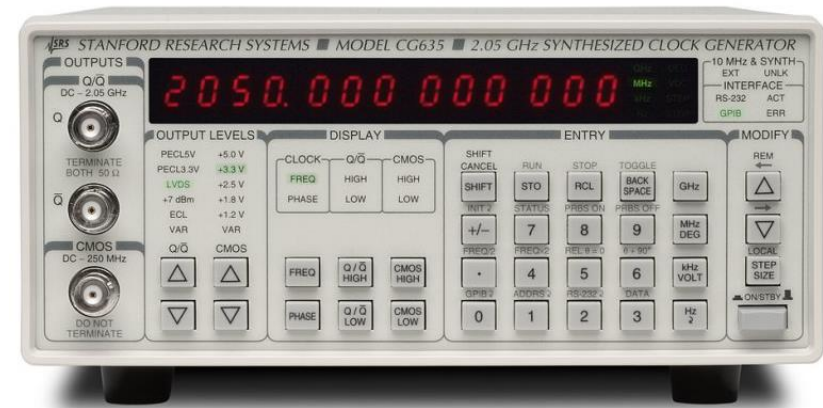 SRS STANFORD RESEARCH SYSTEMS MODEL CG635 2.05 GHz SYNTHESIZED CLOCK GENERATOR
OUTPUTS
Q/Q̅
DC – 2.05 GHz
Q
TERMINATE
BOTH 50 Ω
Q̅
CMOS
DC – 250 MHz
DO NOT
TERMINATE
2050.000 000 000
MHz
10 MHz & SYNTH
EXT UNLK
INTERFACE
RS-232 ACT
GPIB ERR
OUTPUT LEVELS
PECL5V +5.0 V
PECL3.3V +3.3 V
LVDS +2.5 V
+7 dBm +1.8 V
ECL +1.2 V
VAR VAR
Q/Q̅ CMOS
DISPLAY
CLOCK Q/Q̅ CMOS
FREQ HIGH HIGH
PHASE LOW LOW
FREQ
Q/Q̅ HIGH
CMOS HIGH
PHASE
Q/Q̅ LOW
CMOS LOW
ENTRY
SHIFT
CANCEL RUN STOP TOGGLE
SHIFT STO RCL BACK SPACE GHz
INIT STATUS PRBS ON PRBS OFF
+/– 7 8 9 MHz DEG
FREQ/2 FREQ×2 REL θ = 0 θ + 90°
. 4 5 6 kHz VOLT
GPIB ADDRS RS-232 DATA
0 1 2 3 Hz
MODIFY
REM
←
→
LOCAL
STEP
SIZE
ON/STBY